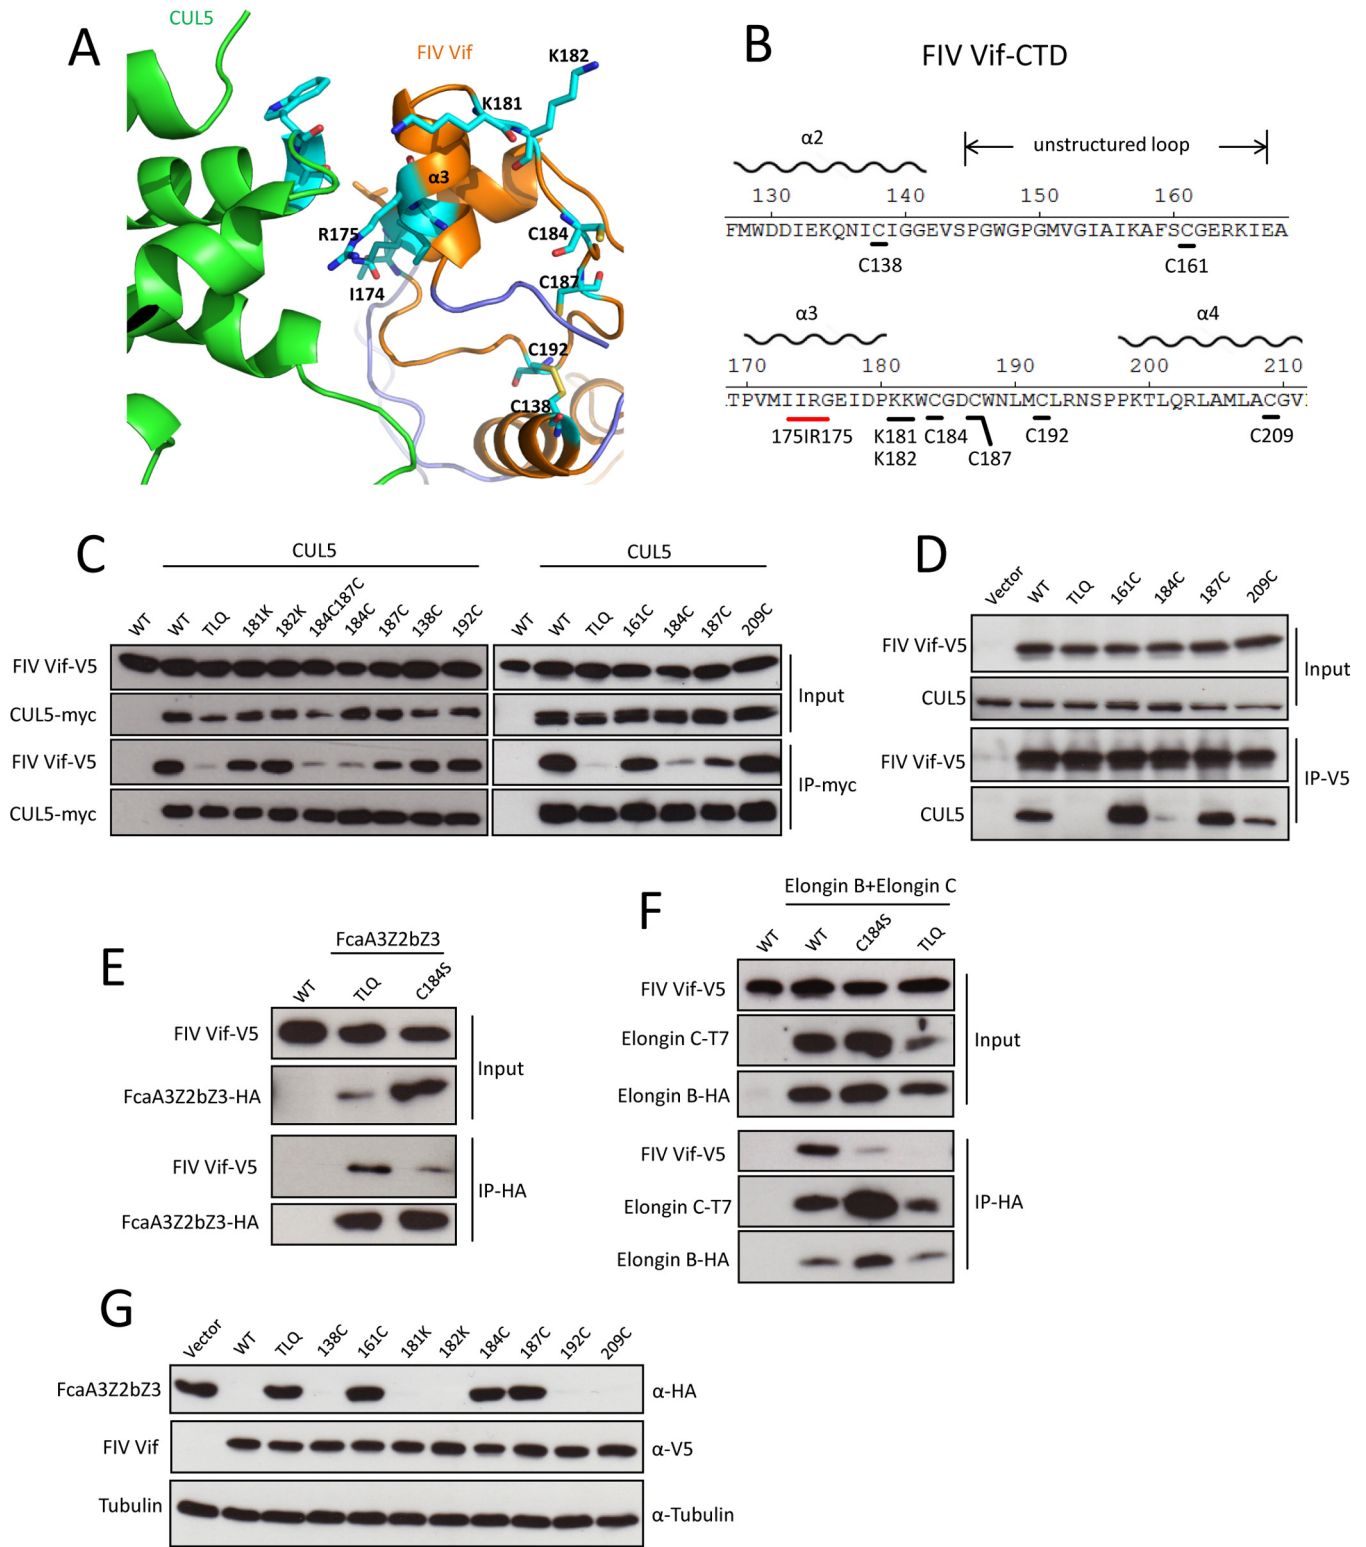 A
CUL5
FIV Vif
K182
K181
α3
R175
I174
C184
C187
C192
C138
B
FIV Vif-CTD
α2
unstructured loop
130 140 150 160
FMWDDIEKQNICIGGEVSPGWGPGMVGIAIKAFSCGERKIEA
C138 C161
α3 α4
170 180 190 200 210
TPVMIIRGEIDPKKWCGDCWNLMCLRNSPPKTLQRLAMLACGVI
175IR175 K181 C184 C192 C209
K182 C187
C
CUL5 CUL5
WT WT TLQ 181K 182K 184C187C 184C 187C 138C 192C WT WT TLQ 161C 184C 187C 209C
FIV Vif-V5
CUL5-myc
Input
FIV Vif-V5
CUL5-myc
IP-myc
D
Vector WT TLQ 161C 184C 187C 209C
FIV Vif-V5
CUL5
Input
FIV Vif-V5
CUL5
IP-V5
E
FcaA3Z2bZ3
WT TLQ C184S
FIV Vif-V5
FcaA3Z2bZ3-HA
Input
FIV Vif-V5
FcaA3Z2bZ3-HA
IP-HA
F
Elongin B+Elongin C
WT WT C184S TLQ
FIV Vif-V5
Elongin C-T7
Elongin B-HA
Input
FIV Vif-V5
Elongin C-T7
Elongin B-HA
IP-HA
G
Vector WT TLQ 138C 161C 181K 182K 184C 187C 192C 209C
FcaA3Z2bZ3 α-HA
FIV Vif α-V5
Tubulin α-Tubulin